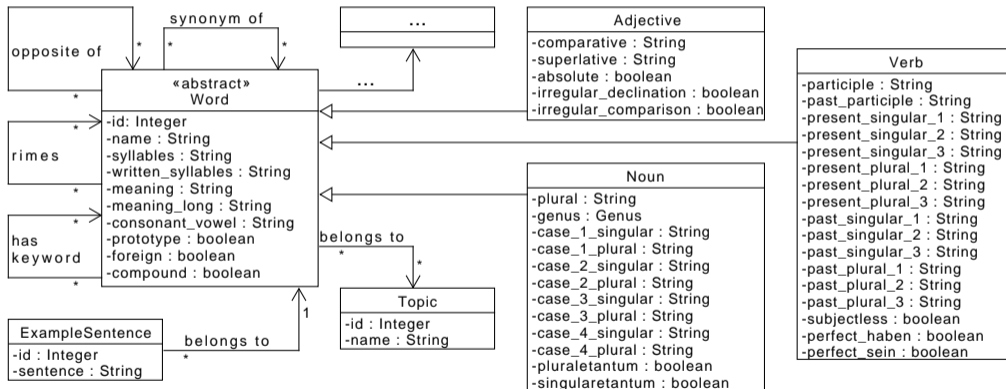 opposite of
*
*
synonym of
*
*
...
...
«abstract»
Word
-id: Integer
-name : String
-syllables : String
-written_syllables : String
-meaning : String
-meaning_long : String
-consonant_vowel : String
-prototype : boolean
-foreign : boolean
-compound : boolean
rimes
*
*
has
keyword
*
*
belongs to
*
*
Topic
-id : Integer
-name : String
ExampleSentence
-id : Integer
-sentence : String
belongs to
*
1
Adjective
-comparative : String
-superlative : String
-absolute : boolean
-irregular_declination : boolean
-irregular_comparison : boolean
Noun
-plural : String
-genus : Genus
-case_1_singular : String
-case_1_plural : String
-case_2_singular : String
-case_2_plural : String
-case_3_singular : String
-case_3_plural : String
-case_4_singular : String
-case_4_plural : String
-pluraletantum : boolean
-singularetantum : boolean
Verb
-participle : String
-past_participle : String
-present_singular_1 : String
-present_singular_2 : String
-present_singular_3 : String
-present_plural_1 : String
-present_plural_2 : String
-present_plural_3 : String
-past_singular_1 : String
-past_singular_2 : String
-past_singular_3 : String
-past_plural_1 : String
-past_plural_2 : String
-past_plural_3 : String
-subjectless : boolean
-perfect_haben : boolean
-perfect_sein : boolean